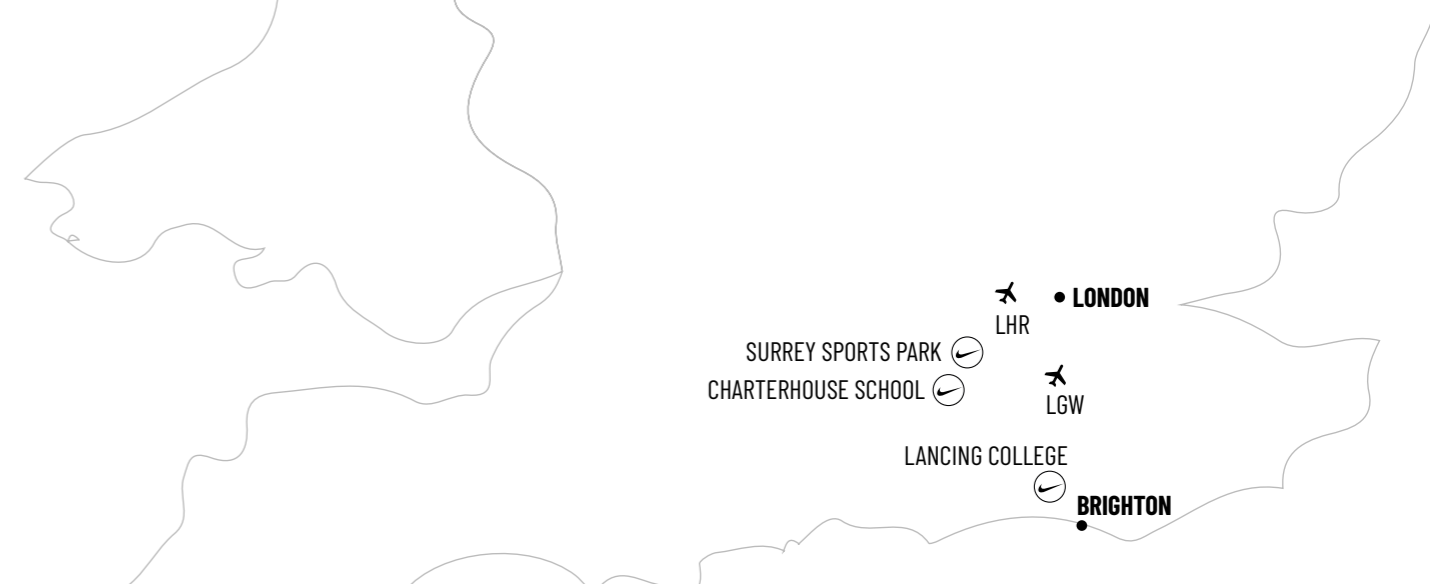 LONDON
LHR
SURREY SPORTS PARK
CHARTERHOUSE SCHOOL
LGW
LANCING COLLEGE
BRIGHTON